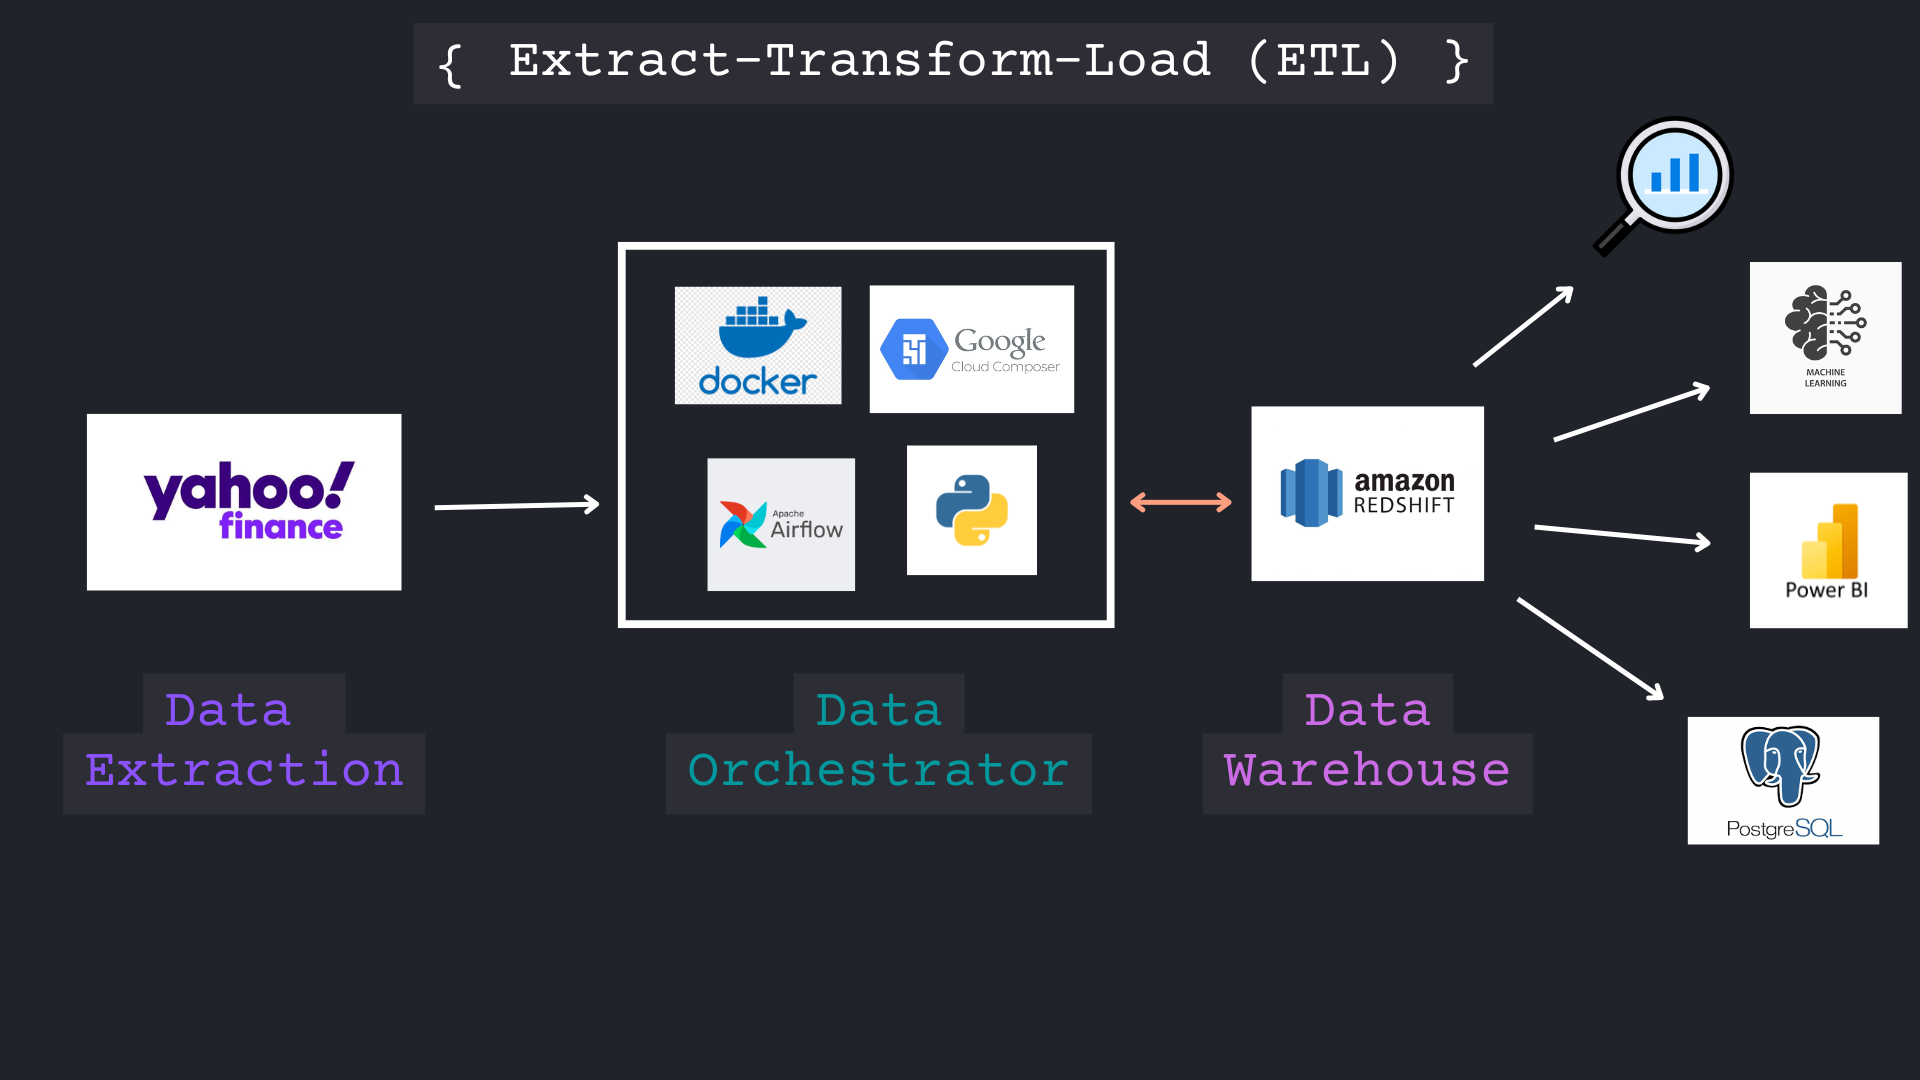 { Extract-Transform-Load (ETL) }
docker
Google
Cloud Composer
MACHINE
LEARNING
yahoo!
finance
Apache
Airflow
amazon
REDSHIFT
Power BI
Data
Extraction
Data
Orchestrator
Data
Warehouse
PostgreSQL